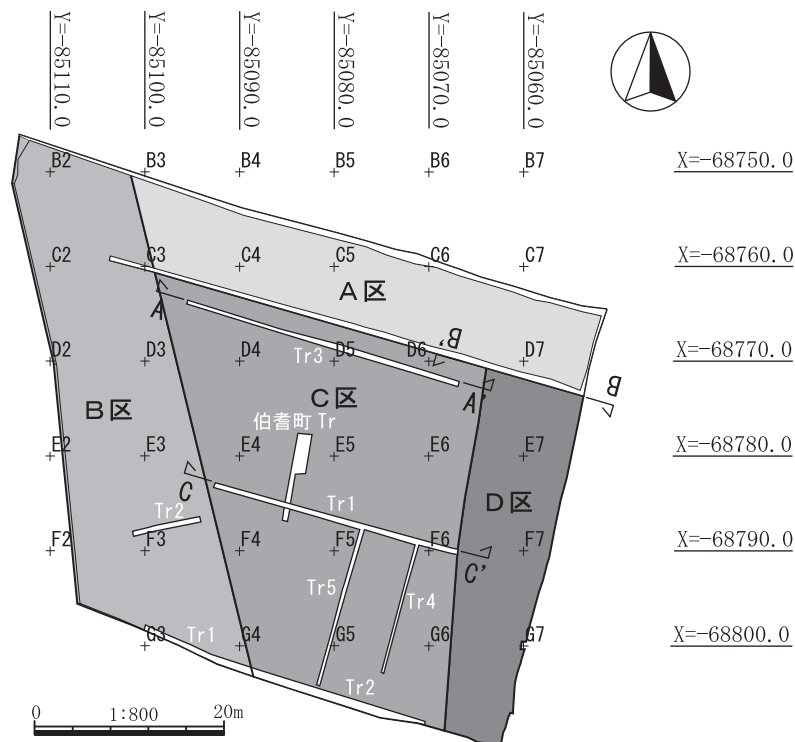 Y=-85110.0
Y=-85100.0
Y=-85090.0
Y=-85080.0
Y=-85070.0
Y=-85060.0
B2 B3 B4 B5 B6 B7 X=-68750.0
C2 C3 C4 C5 C6 C7 X=-68760.0
A区
A
B'
D2 D3 D4 D5 D6 D7 X=-68770.0
Tr3
A'
B
B区
C区
伯耆町 Tr
E2 E3 E4 E5 E6 E7 X=-68780.0
C
Tr1
D区
Tr2
F2 F3 F4 F5 F6 F7 X=-68790.0
C'
Tr5
Tr4
Tr1
G3 G4 G5 G6 G7 X=-68800.0
Tr2
0 1:800 20m